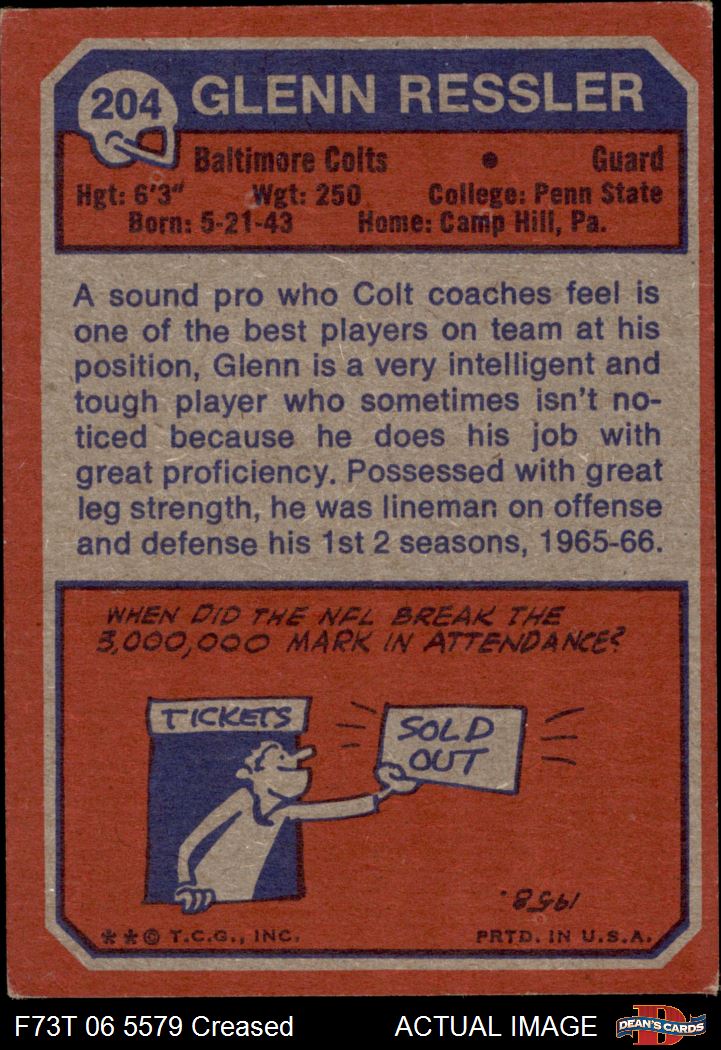 204
GLENN RESSLER
Baltimore Colts • Guard
Hgt: 6'3" Wgt: 250 College: Penn State
Born: 5-21-43 Home: Camp Hill, Pa.
A sound pro who Colt coaches feel is
one of the best players on team at his
position, Glenn is a very intelligent and
tough player who sometimes isn't no-
ticed because he does his job with
great proficiency. Possessed with great
leg strength, he was lineman on offense
and defense his 1st 2 seasons, 1965-66.
WHEN DID THE NFL BREAK THE
3,000,000 MARK IN ATTENDANCE?
TICKETS
SOLD
OUT
1958.
**© T.C.G., INC. PRTD. IN U.S.A.
F73T 06 5579 Creased ACTUAL IMAGE
D
DEAN'S CARDS